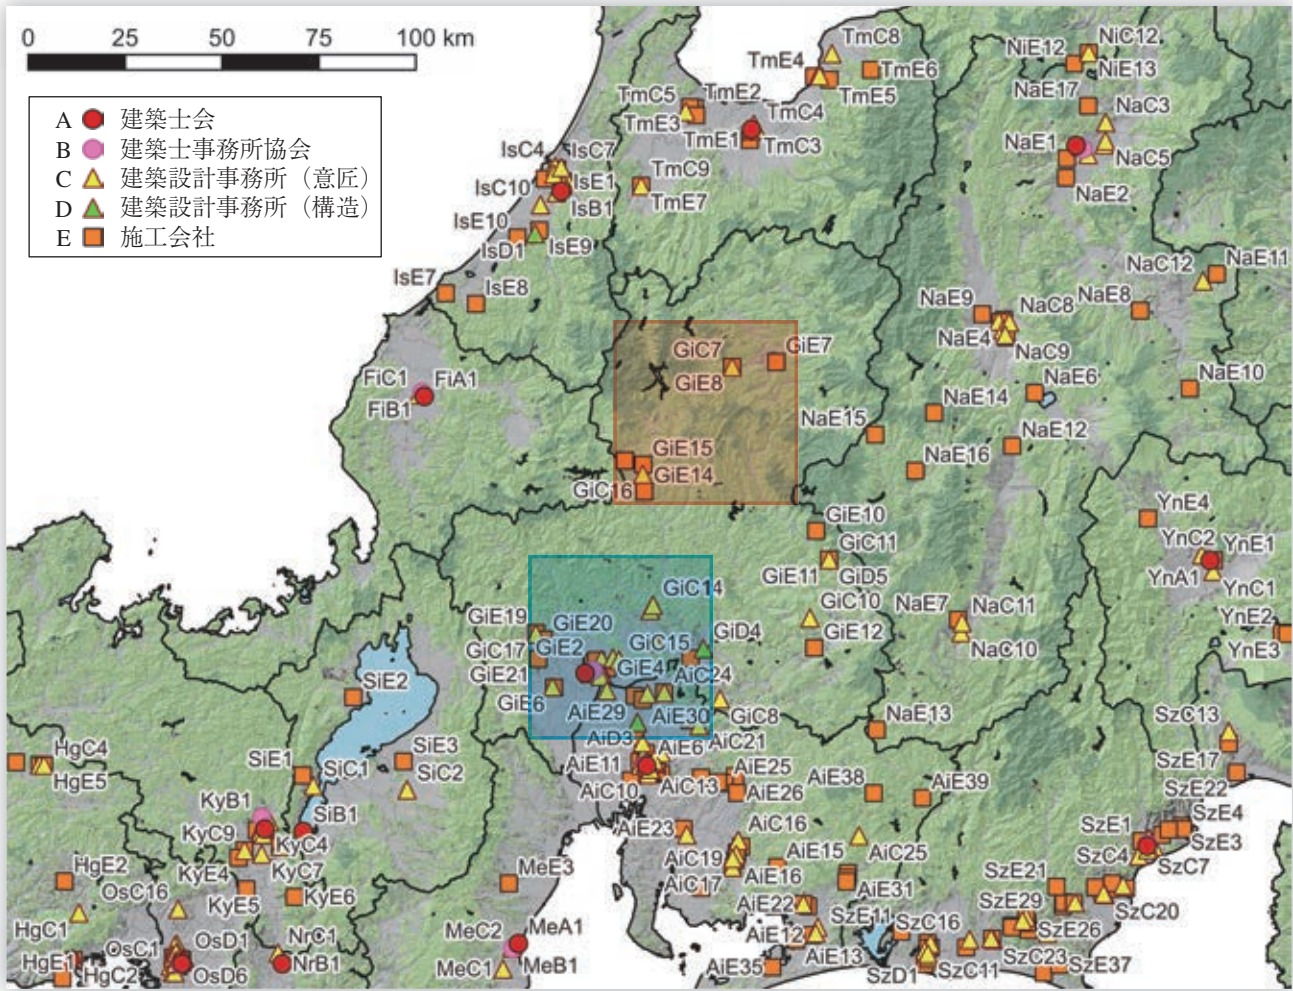 0 25 50 75 100 km
A 建築士会
B 建築士事務所協会
C 建築設計事務所（意匠）
D 建築設計事務所（構造）
E 施工会社
TmC8
TmE4
TmE6
TmE5
TmC5
TmE2
TmC4
TmE3
TmE1
TmC3
TmC9
TmE7
NiE12
NiC12
NiE13
NaE17
NaC3
NaE1
NaC5
NaE2
IsC4
IsC7
IsC10
IsE1
IsB1
IsE10
IsD1
IsE9
IsE7
IsE8
NaC12
NaE11
NaE9
NaC8
NaE8
NaE4
NaC9
GiC7
GiE7
GiE8
FiC1
FiA1
FiB1
NaE6
NaE10
NaE14
NaE15
NaE12
NaE16
GiE15
GiE14
GiC16
GiE10
GiC11
GiE11
GiD5
YnE4
YnC2
YnE1
YnA1
YnC1
YnE2
YnE3
GiC14
GiC10
NaE7
NaC11
GiE12
NaC10
GiE19
GiE20
GiC17
GiE2
GiC15
GiD4
GiE4
GiE21
AiC24
GiE6
AiE29
AiE30
GiC8
NaE13
SzC13
SiE2
SiE1
SiC1
SiE3
SiC2
SiB1
AiD3
AiE6
AiC21
AiE11
AiC10
AiC13
AiE25
AiE26
AiE38
AiE39
SzE17
SzE22
HgC4
HgE5
KyB1
KyC9
KyC4
KyE4
KyC7
KyE5
KyE6
AiE23
AiC16
AiC19
AiE16
AiE15
AiC25
AiC17
AiE31
AiE22
AiE12
AiE13
AiE35
SzE1
SzE4
SzE3
SzC4
SzC7
SzE21
SzC20
SzE29
SzE26
SzE11
SzC16
SzC23
SzC11
SzD1
SzE37
HgE2
OsC16
HgC1
HgE1
HgC2
OsC1
OsD1
OsD6
NrC1
NrB1
MeE3
MeC2
MeA1
MeC1
MeB1